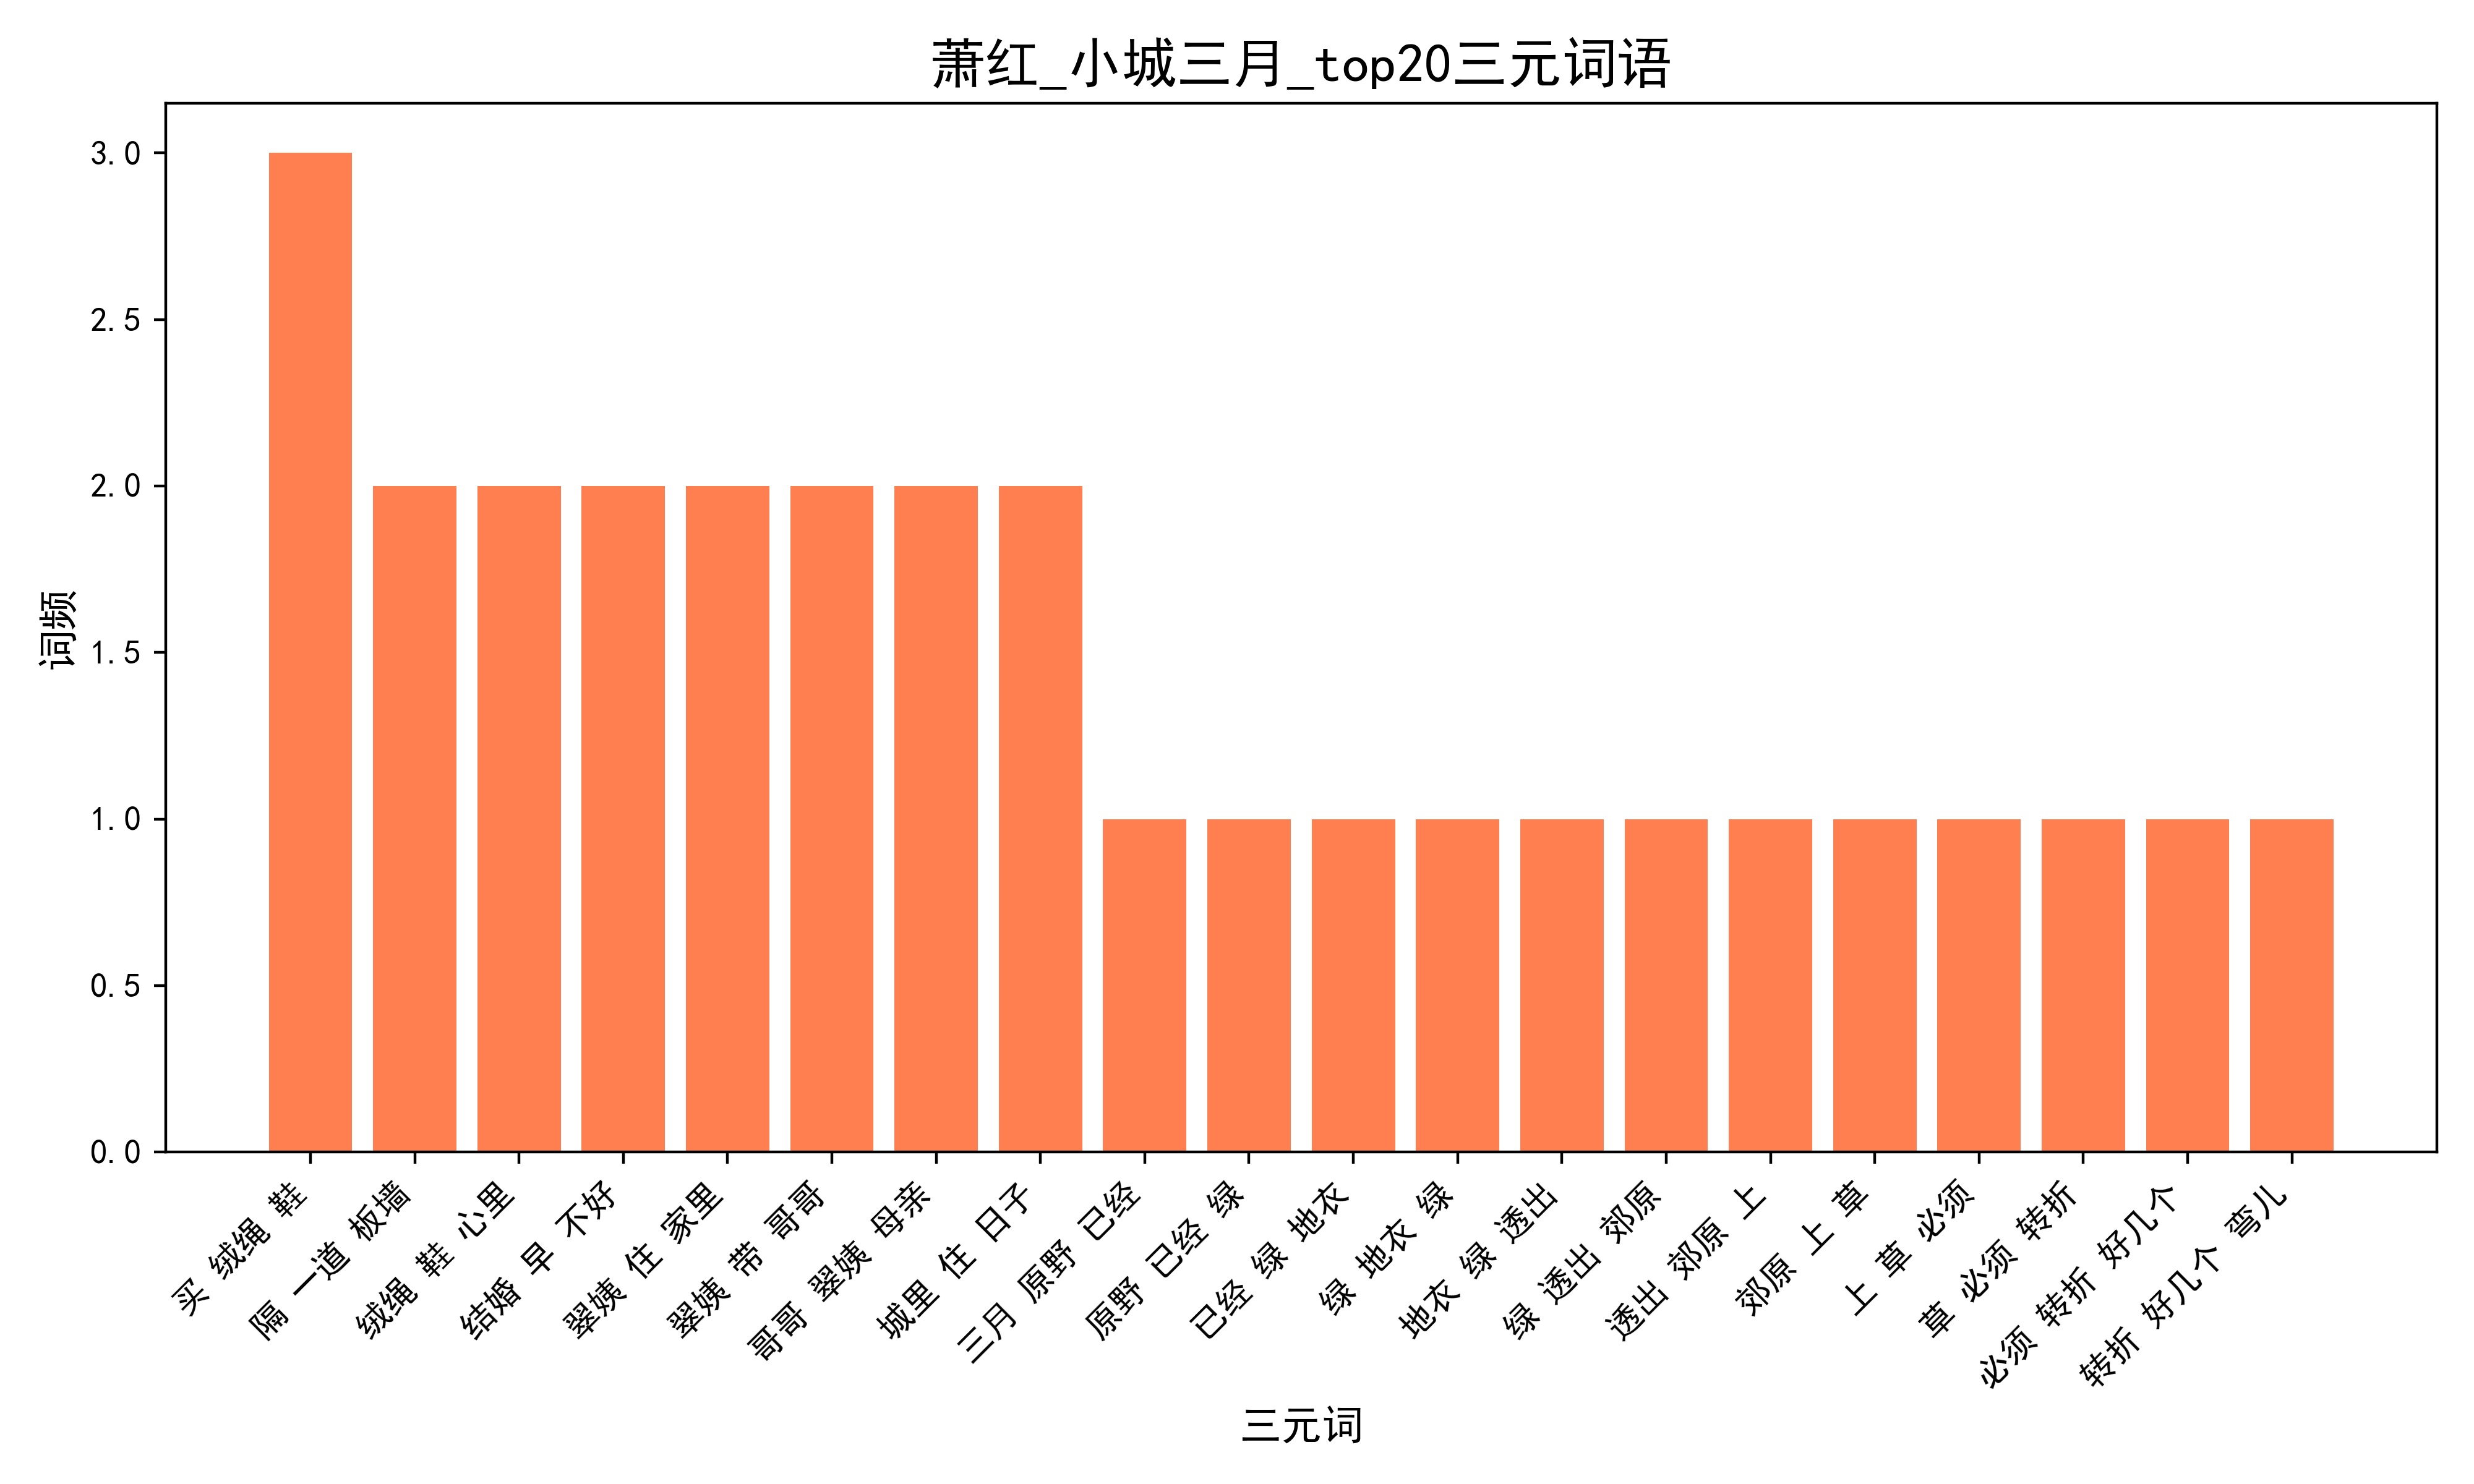 萧红_小城三月_top20三元词语
词频
3.0
2.5
2.0
1.5
1.0
0.5
0.0
买 绒绳 鞋
隔 一道 板墙
绒绳 鞋 心里
结婚 早 不好
翠姨 住 家里
翠姨 带 哥哥
哥哥 翠姨 母亲
城里 住 日子
三月 原野 已经
原野 已经 绿
已经 绿 地衣
绿 地衣 绿
地衣 绿 透出
绿 透出 郊原
透出 郊原 上
郊原 上 草
上 草 必须
草 必须 转折
必须 转折 好几个
转折 好几个 弯儿
三元词